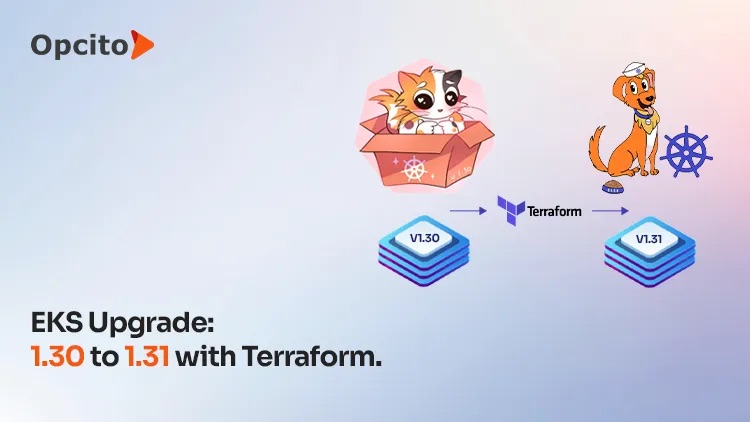 Opcito
V1.30
Terraform
V1.31
EKS Upgrade:
1.30 to 1.31 with Terraform.